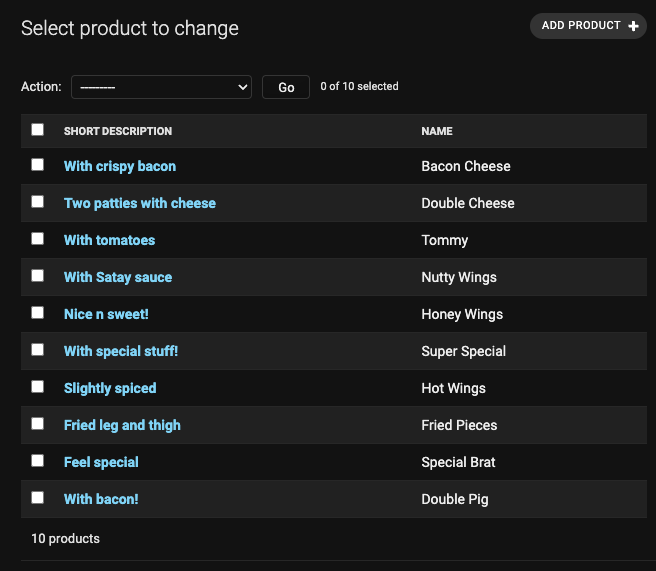 Select product to change
ADD PRODUCT +
Action: --------- Go 0 of 10 selected
SHORT DESCRIPTION NAME
With crispy bacon Bacon Cheese
Two patties with cheese Double Cheese
With tomatoes Tommy
With Satay sauce Nutty Wings
Nice n sweet! Honey Wings
With special stuff! Super Special
Slightly spiced Hot Wings
Fried leg and thigh Fried Pieces
Feel special Special Brat
With bacon! Double Pig
10 products